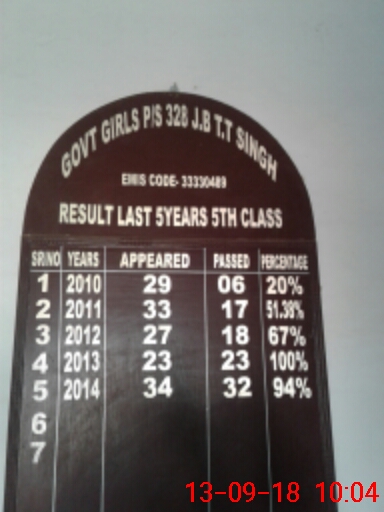 GOVT GIRLS P/S 328 J.B T.T SINGH
EMIS CODE- 33330489
RESULT LAST 5YEARS 5TH CLASS
SR/NO YEARS APPEARED PASSED PERCENTAGE
1 2010 29 06 20%
2 2011 33 17 51.38%
3 2012 27 18 67%
4 2013 23 23 100%
5 2014 34 32 94%
6
7
13-09-18 10:04